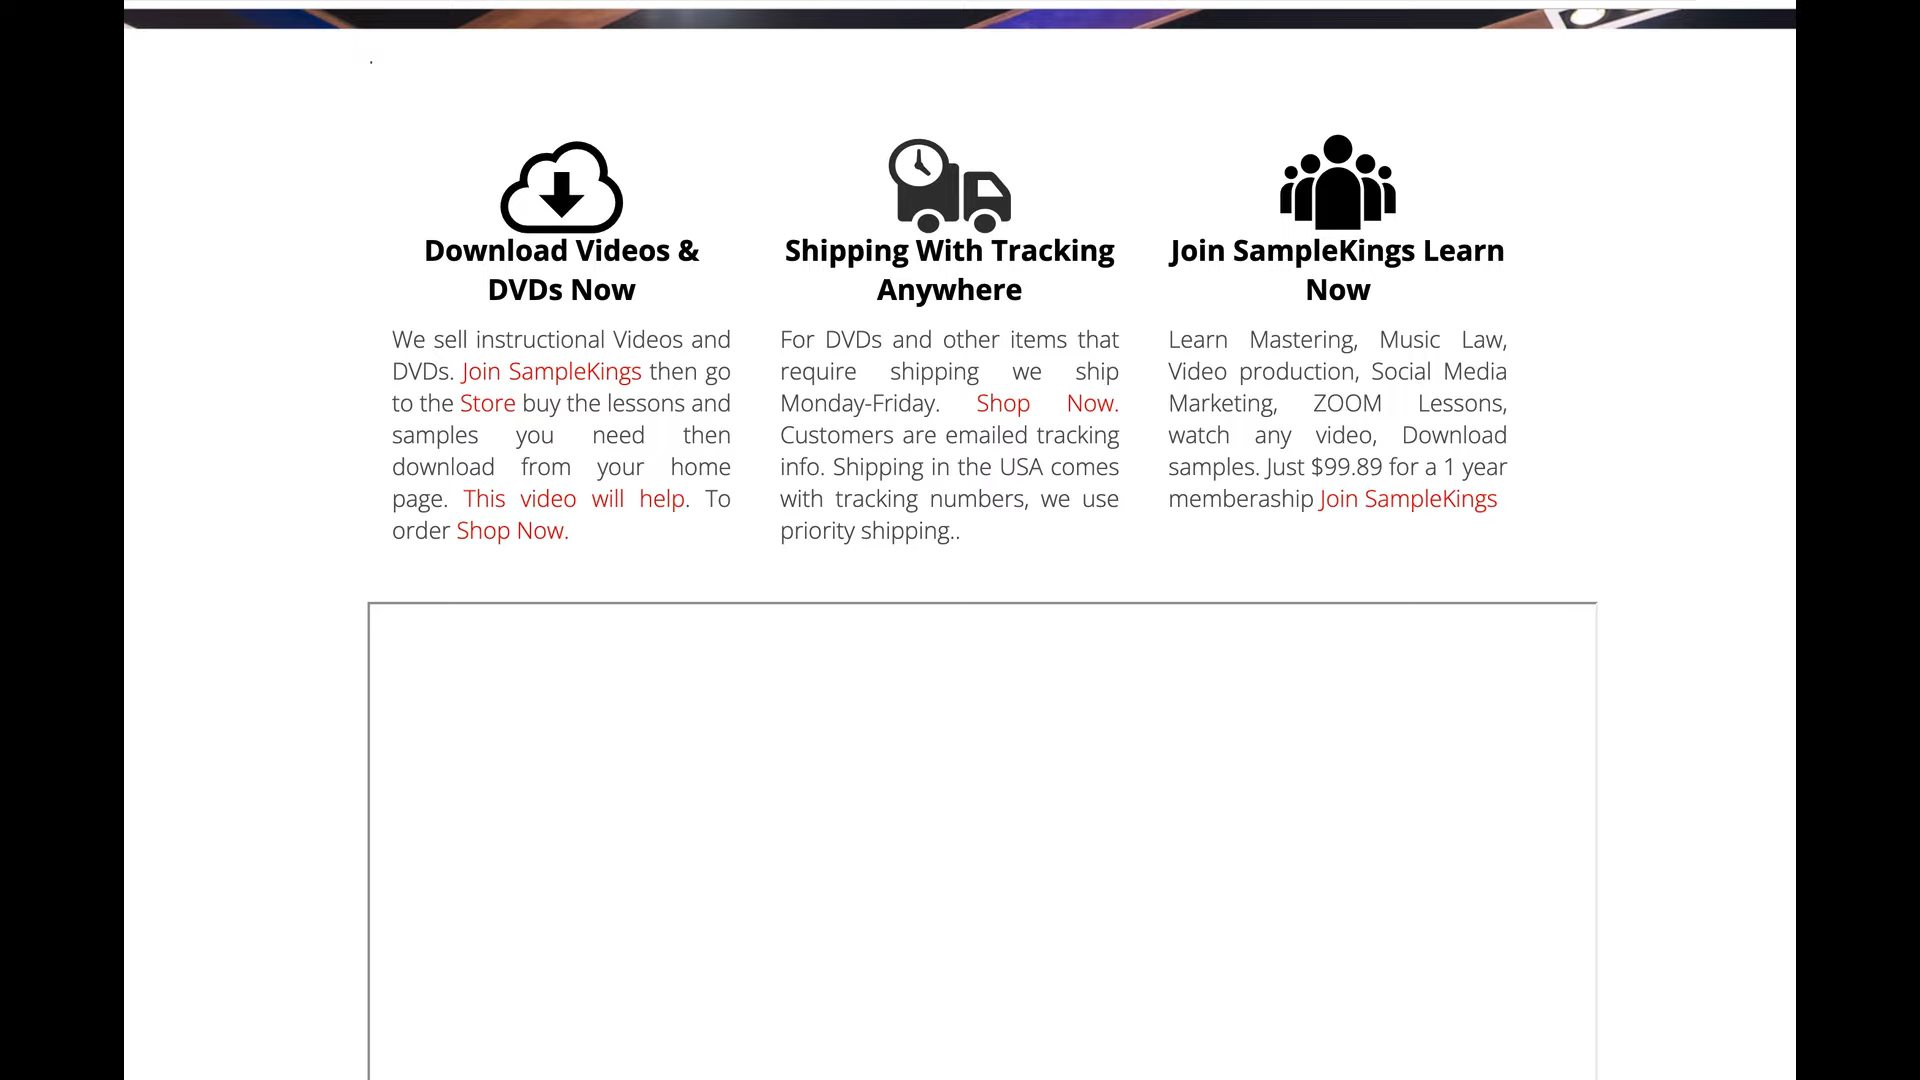 .
Download Videos &
DVDs Now
We sell instructional Videos and
DVDs. Join SampleKings then go
to the Store buy the lessons and
samples you need then
download from your home
page. This video will help. To
order Shop Now.
Shipping With Tracking
Anywhere
For DVDs and other items that
require shipping we ship
Monday-Friday. Shop Now.
Customers are emailed tracking
info. Shipping in the USA comes
with tracking numbers, we use
priority shipping..
Join SampleKings Learn
Now
Learn Mastering, Music Law,
Video production, Social Media
Marketing, ZOOM Lessons,
watch any video, Download
samples. Just $99.89 for a 1 year
memberaship Join SampleKings